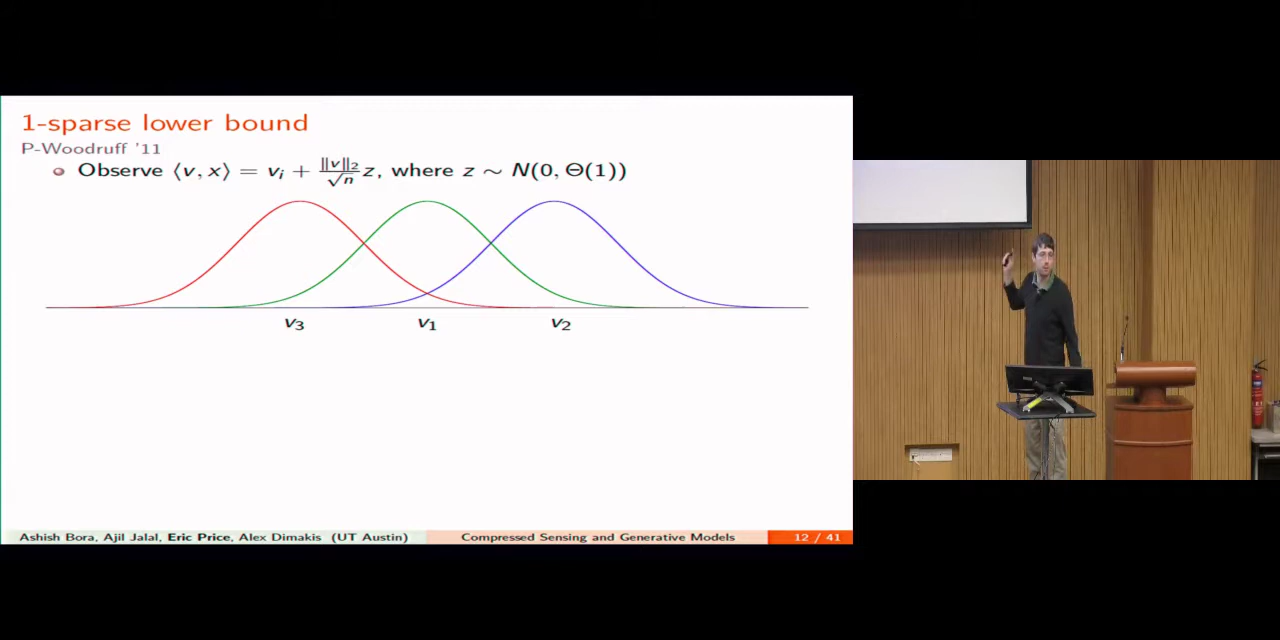 1-sparse lower bound
P-Woodruff '11
Observe ⟨v, x⟩ = vᵢ + ‖v‖₂/√n z, where z ∼ N(0, Θ(1))
v₃ v₁ v₂
Ashish Bora, Ajil Jalal, Eric Price, Alex Dimakis (UT Austin) Compressed Sensing and Generative Models 12 / 41